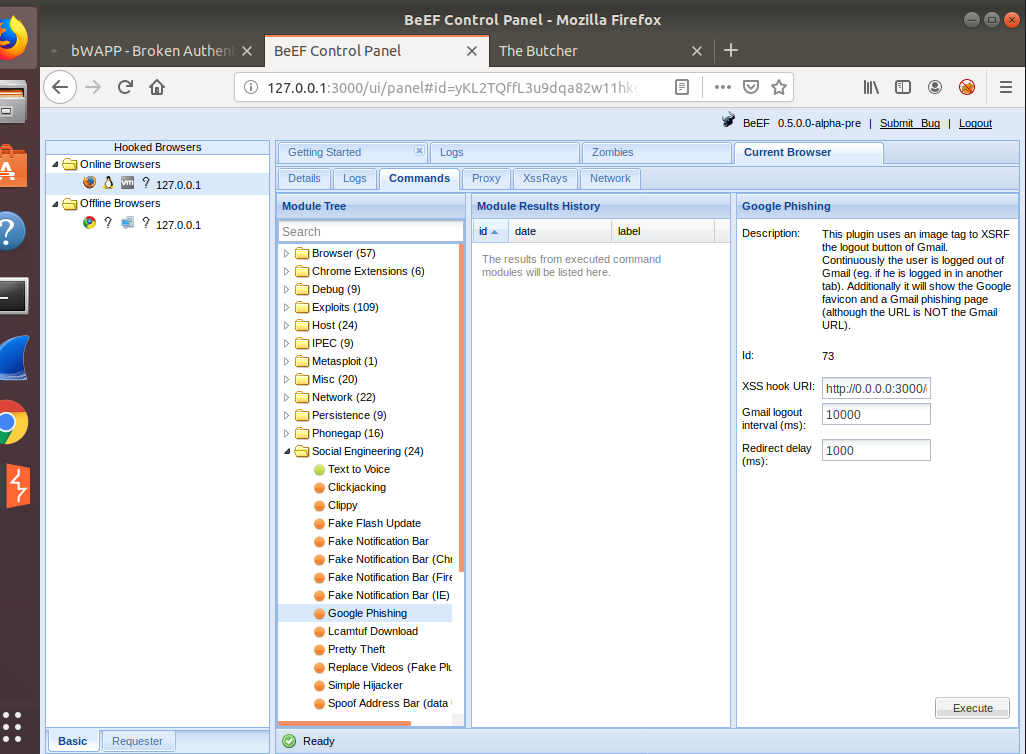 BeEF Control Panel - Mozilla Firefox
bWAPP - Broken Authent
BeEF Control Panel
The Butcher
127.0.0.1:3000/ui/panel#id=yKL2TQffL3u9dqa82w11hkc
BeEF 0.5.0.0-alpha-pre | Submit Bug | Logout
Hooked Browsers
Online Browsers
? 127.0.0.1
Offline Browsers
? ? 127.0.0.1
Basic
Requester
Getting Started
Logs
Zombies
Current Browser
Details
Logs
Commands
Proxy
XssRays
Network
Module Tree
Search
Browser (57)
Chrome Extensions (6)
Debug (9)
Exploits (109)
Host (24)
IPEC (9)
Metasploit (1)
Misc (20)
Network (22)
Persistence (9)
Phonegap (16)
Social Engineering (24)
Text to Voice
Clickjacking
Clippy
Fake Flash Update
Fake Notification Bar
Fake Notification Bar (Chr
Fake Notification Bar (Fire
Fake Notification Bar (IE)
Google Phishing
Lcamtuf Download
Pretty Theft
Replace Videos (Fake Plu
Simple Hijacker
Spoof Address Bar (data
Module Results History
id
date
label
The results from executed command
modules will be listed here.
Google Phishing
Description:
This plugin uses an image tag to XSRF
the logout button of Gmail.
Continuously the user is logged out of
Gmail (eg. if he is logged in in another
tab). Additionally it will show the Google
favicon and a Gmail phishing page
(although the URL is NOT the Gmail
URL).
Id:
73
XSS hook URI:
http://0.0.0.0:3000/
Gmail logout
interval (ms):
10000
Redirect delay
(ms):
1000
Execute
Ready